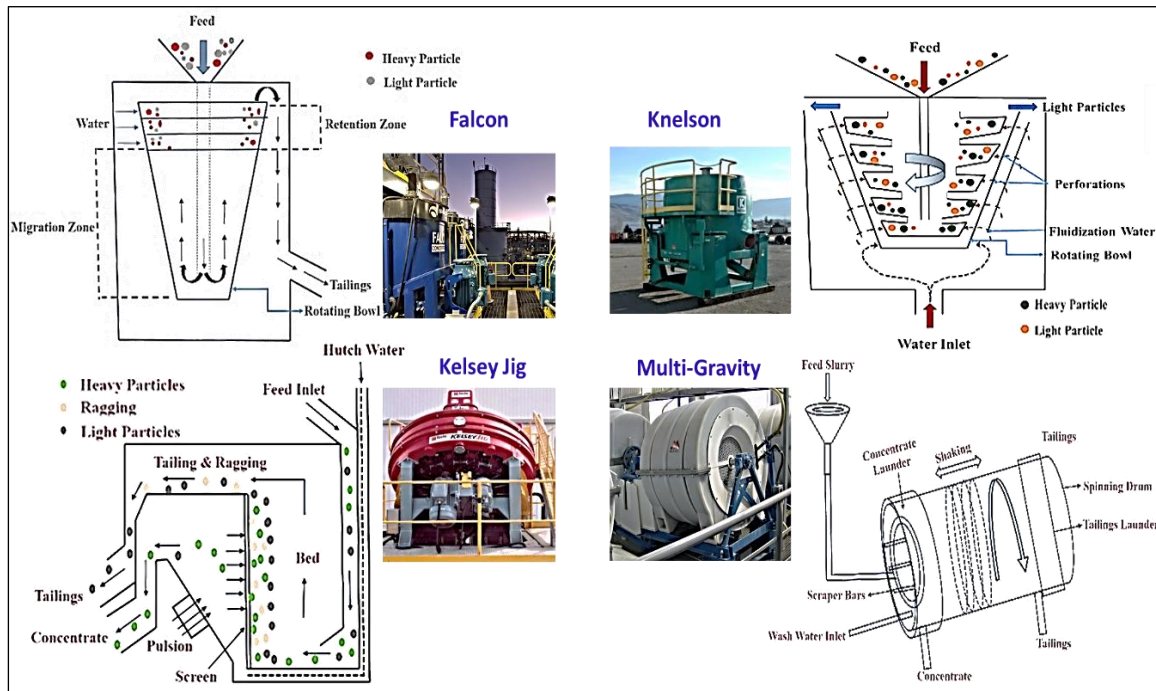 Feed
Heavy Particle
Light Particle
Water
Retention Zone
Migration Zone
Tailings
Rotating Bowl
Falcon
Knelson
Feed
Light Particles
Perforations
Fluidization Water
Rotating Bowl
Heavy Particle
Light Particle
Water Inlet
Hutch Water
Heavy Particles
Ragging
Light Particles
Feed Inlet
Tailing & Ragging
Bed
Tailings
Concentrate
Pulsion
Screen
Kelsey Jig
KELSEY JIG
Multi-Gravity
Feed Slurry
Concentrate
Launder
Shaking
Tailings
Spinning Drum
Tailings Launder
Scraper Bars
Wash Water Inlet
Tailings
Concentrate